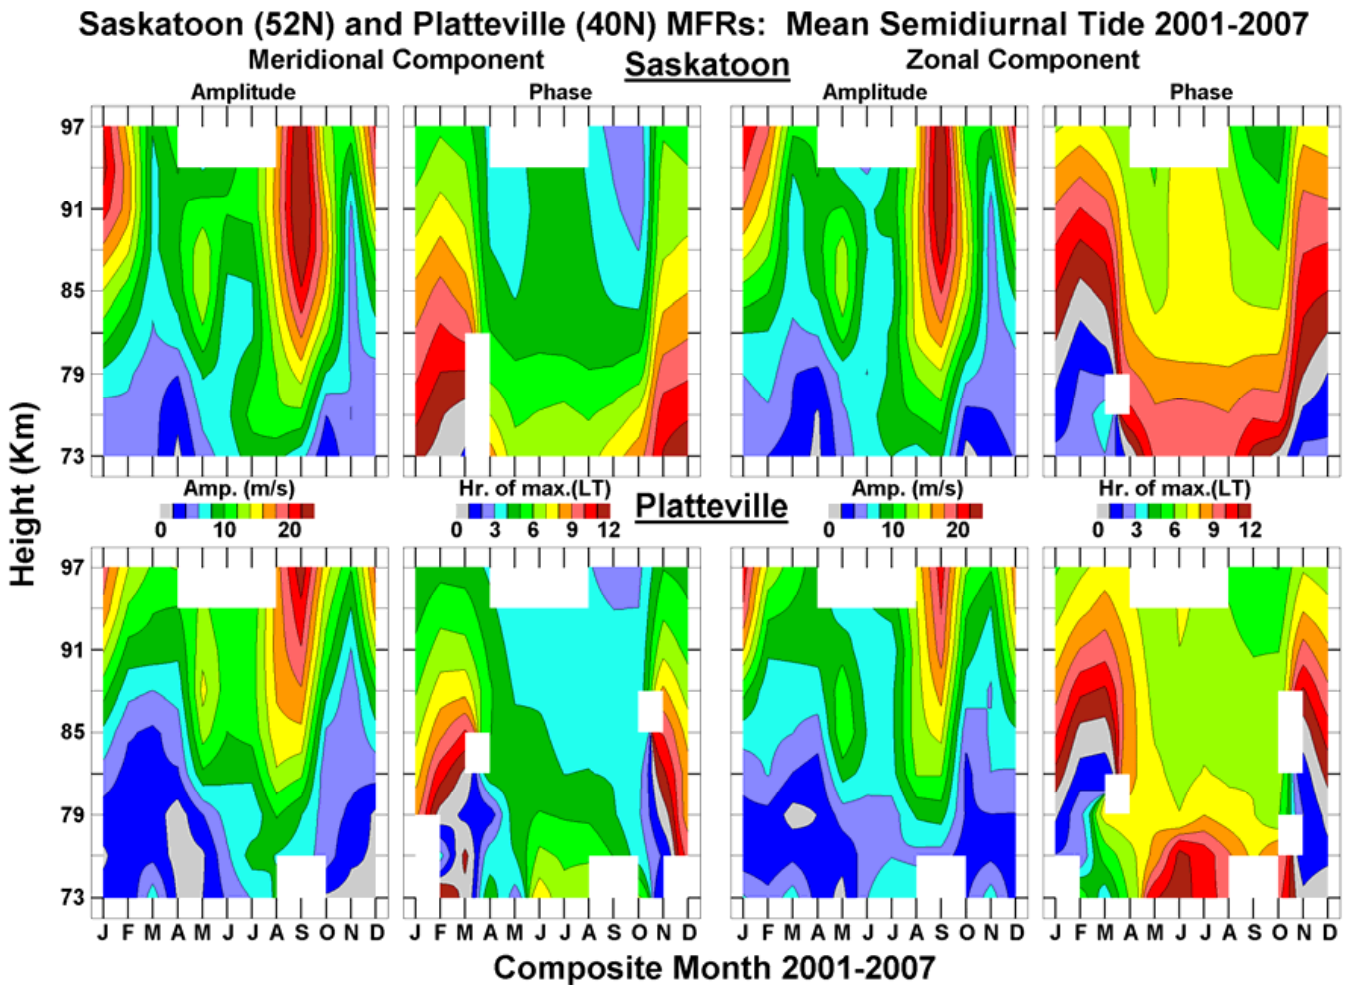 Saskatoon (52N) and Platteville (40N) MFRs: Mean Semidiurnal Tide 2001-2007
Meridional Component Saskatoon Zonal Component
Amplitude Phase Amplitude Phase
97
91
85
79
73
Height (Km)
Amp. (m/s) Hr. of max.(LT) Platteville Amp. (m/s) Hr. of max.(LT)
0 10 20 0 3 6 9 12 0 10 20 0 3 6 9 12
97
91
85
79
73
J F M A M J J A S O N D J F M A M J J A S O N D J F M A M J J A S O N D J F M A M J J A S O N D
Composite Month 2001-2007